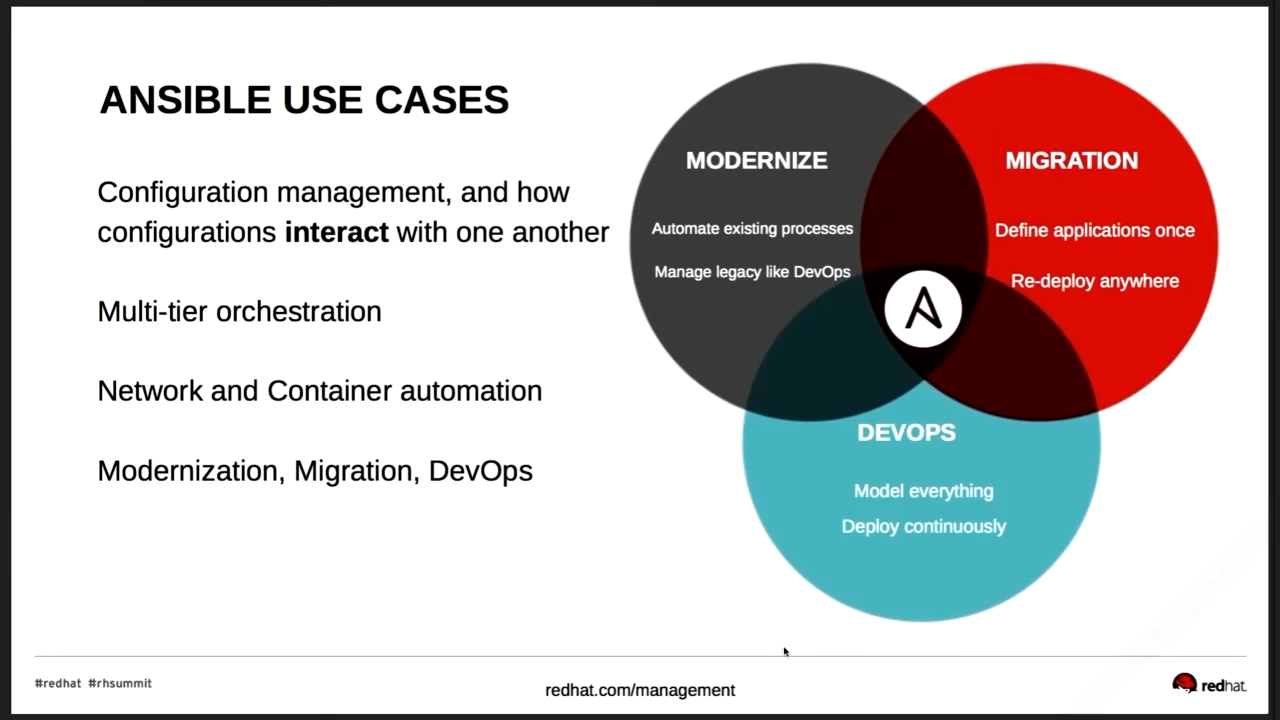 ANSIBLE USE CASES
Configuration management, and how
configurations interact with one another
Multi-tier orchestration
Network and Container automation
Modernization, Migration, DevOps
MODERNIZE
Automate existing processes
Manage legacy like DevOps
MIGRATION
Define applications once
Re-deploy anywhere
A
DEVOPS
Model everything
Deploy continuously
#redhat #rhsummit
redhat.com/management
redhat.